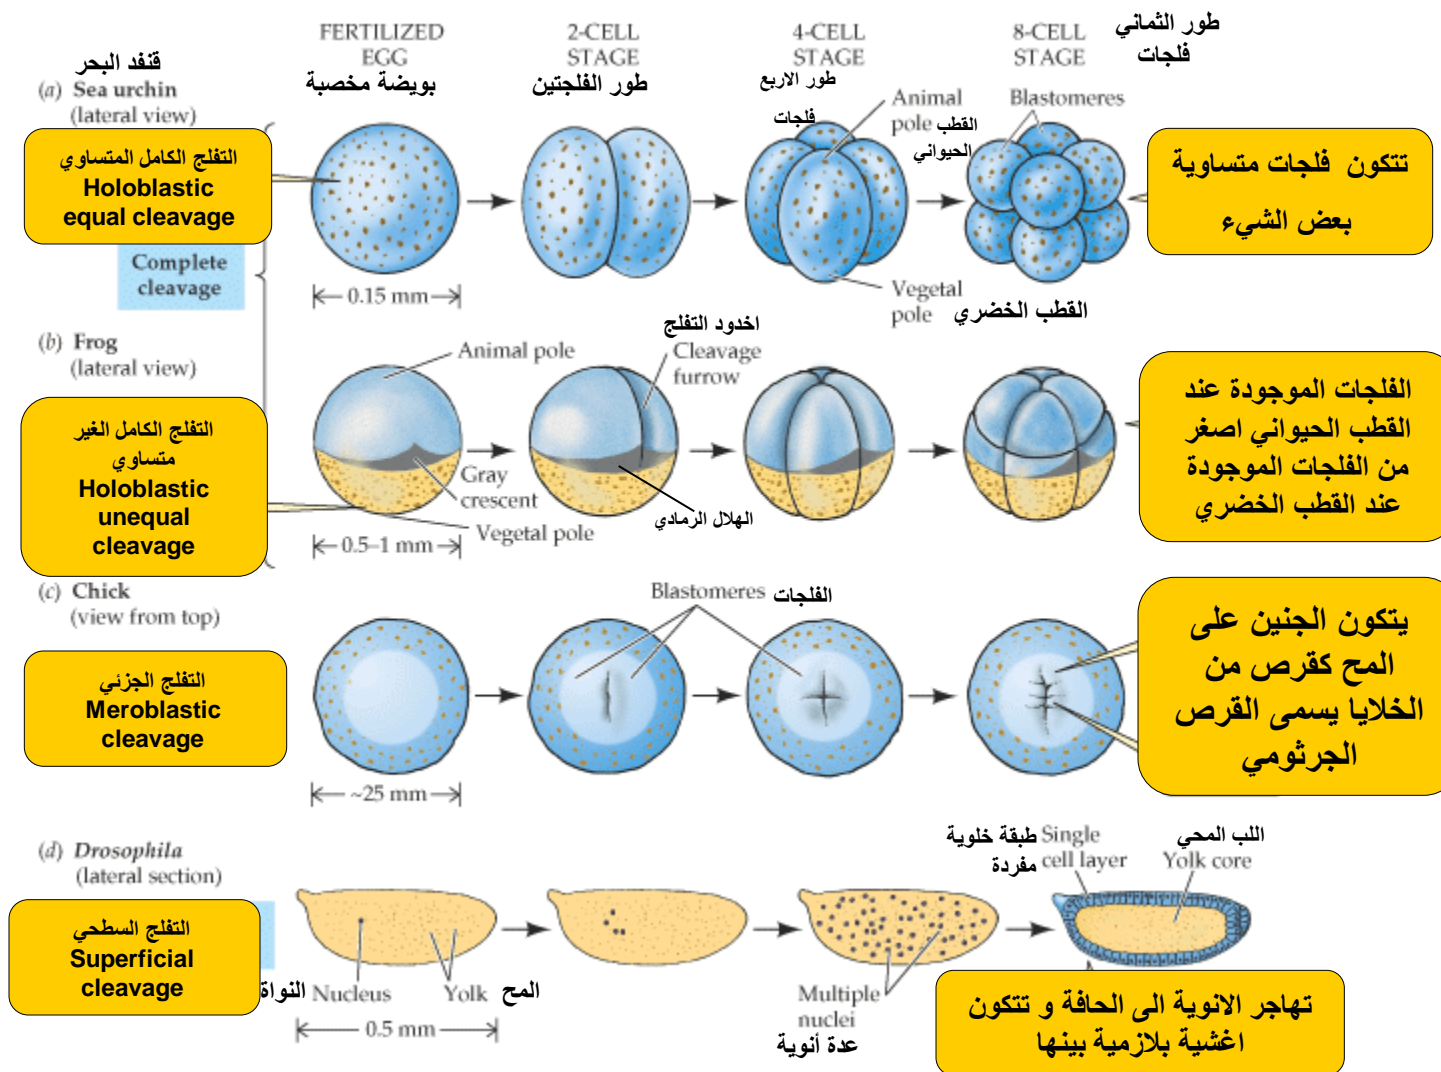 FERTILIZED
EGG
بويضة مخصبة
2-CELL
STAGE
طور الفلجتين
4-CELL
STAGE
طور الاربع
فلجات
8-CELL
STAGE
طور الثماني
فلجات
قنفد البحر
(a) Sea urchin
(lateral view)
التفلج الكامل المتساوي
Holoblastic
equal cleavage
Animal
pole
القطب
الحيواني
Blastomeres
تتكون فلجات متساوية
بعض الشيء
Complete
cleavage
0.15 mm
Vegetal
pole
القطب الخضري
(b) Frog
(lateral view)
Animal pole
اخدود التفلج
Cleavage
furrow
التفلج الكامل الغير
متساوي
Holoblastic
unequal
cleavage
Gray
crescent
الهلال الرمادي
Vegetal pole
0.5–1 mm
الفلجات الموجودة عند
القطب الحيواني اصغر
من الفلجات الموجودة
عند القطب الخضري
(c) Chick
(view from top)
Blastomeres الفلجات
التفلج الجزئي
Meroblastic
cleavage
~25 mm
يتكون الجنين على
المح كقرص من
الخلايا يسمى القرص
الجرثومي
(d) Drosophila
(lateral section)
طبقة خلوية
مفردة
Single
cell layer
اللب المحي
Yolk core
التفلج السطحي
Superficial
cleavage
النواة Nucleus
Yolk المح
0.5 mm
Multiple
nuclei
عدة أنوية
تهاجر الانوية الى الحافة و تتكون
اغشية بلازمية بينها